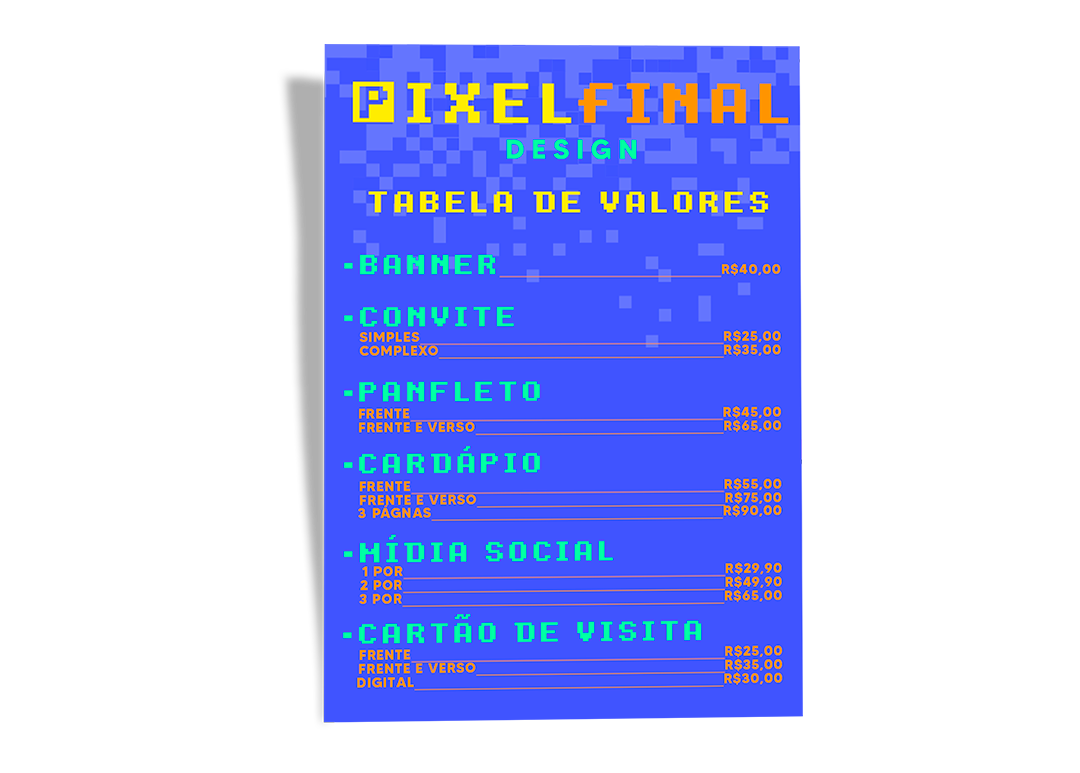 PIXELFINAL
DESIGN
TABELA DE VALORES
-BANNER R$40,00
-CONVITE
SIMPLES R$25,00
COMPLEXO R$35,00
-PANFLETO
FRENTE R$45,00
FRENTE E VERSO R$65,00
-CARDÁPIO
FRENTE R$55,00
FRENTE E VERSO R$75,00
3 PÁGNAS R$90,00
-MÍDIA SOCIAL
1 POR R$29,90
2 POR R$49,90
3 POR R$65,00
-CARTÃO DE VISITA
FRENTE R$25,00
FRENTE E VERSO R$35,00
DIGITAL R$30,00